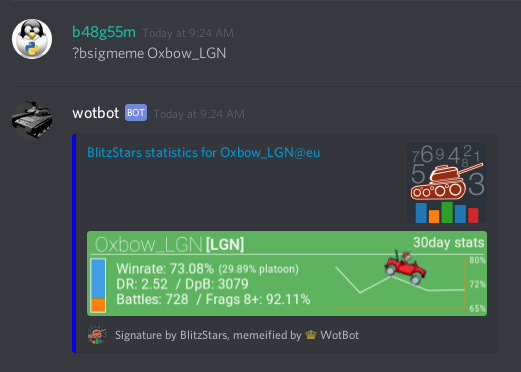 b48g55m Today at 9:24 AM
?bsigmeme Oxbow_LGN
wotbot BOT Today at 9:24 AM
BlitzStars statistics for Oxbow_LGN@eu
7 6 9 4 8 2 1
5 3
Oxbow_LGN [LGN] 30day stats
Winrate: 73.08% (29.89% platoon)
DR: 2.52 / DpB: 3079
Battles: 728 / Frags 8+: 92.11%
80%
72%
65%
Signature by BlitzStars, memeified by WotBot